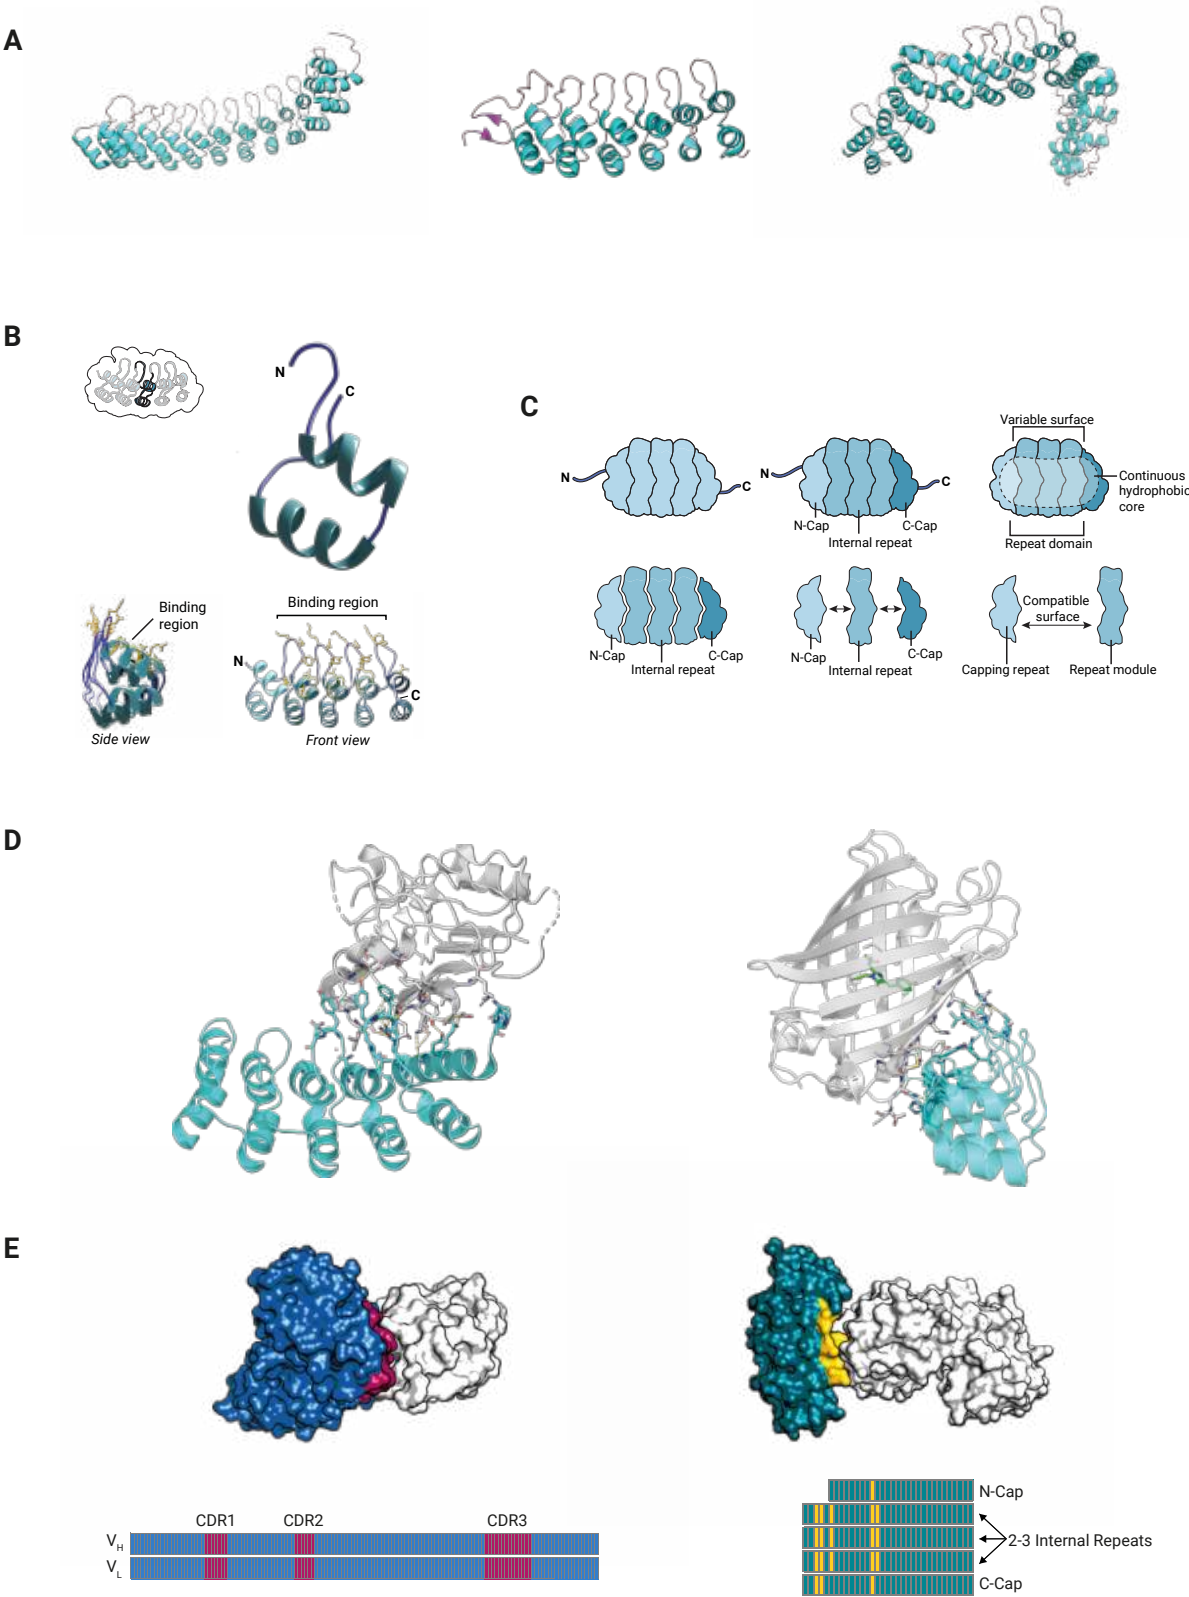 A
B
N
C
Binding
region
Side view
Binding region
N
C
Front view
C
N
C
N
C
N-Cap
C-Cap
Internal repeat
Variable surface
Continuous
hydrophobic
core
Repeat domain
N-Cap
C-Cap
Internal repeat
N-Cap
C-Cap
Internal repeat
Compatible
surface
Capping repeat
Repeat module
D
E
CDR1 CDR2 CDR3
VH
VL
N-Cap
2-3 Internal Repeats
C-Cap